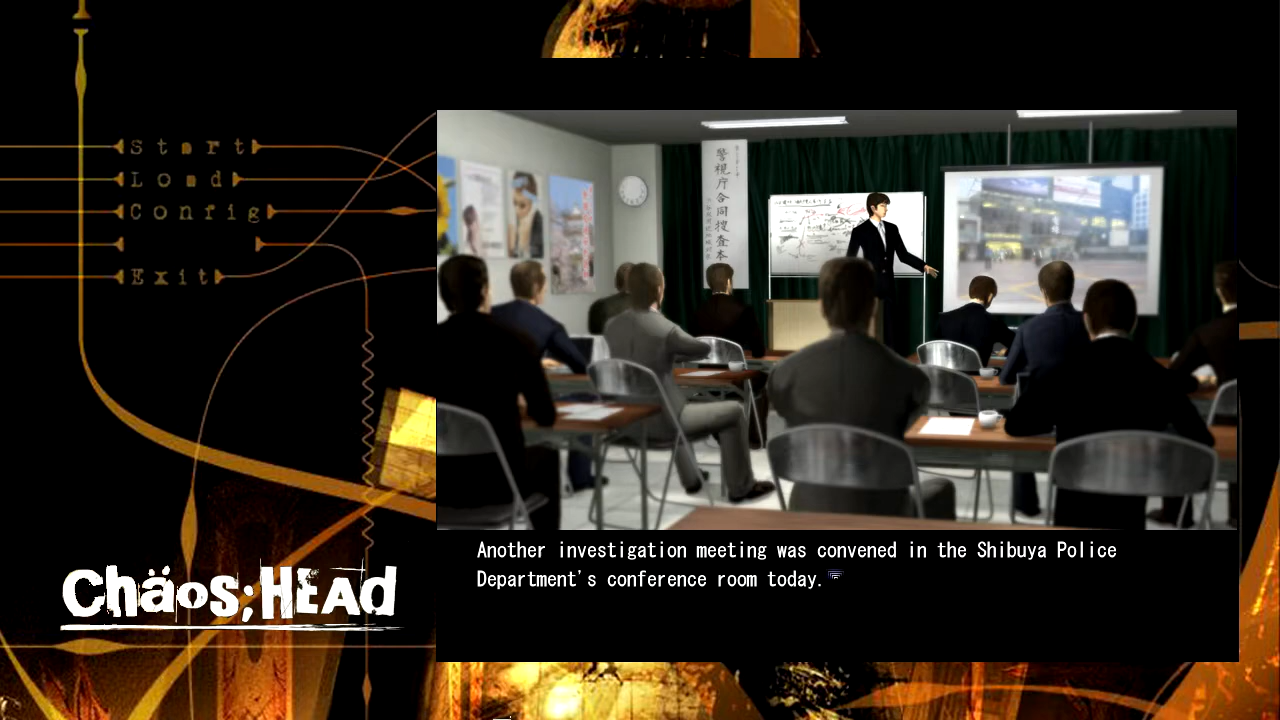 Start
Load
Config
Exit
Chäos;HEAd
警視庁合同捜査本
Another investigation meeting was convened in the Shibuya Police
Department's conference room today.